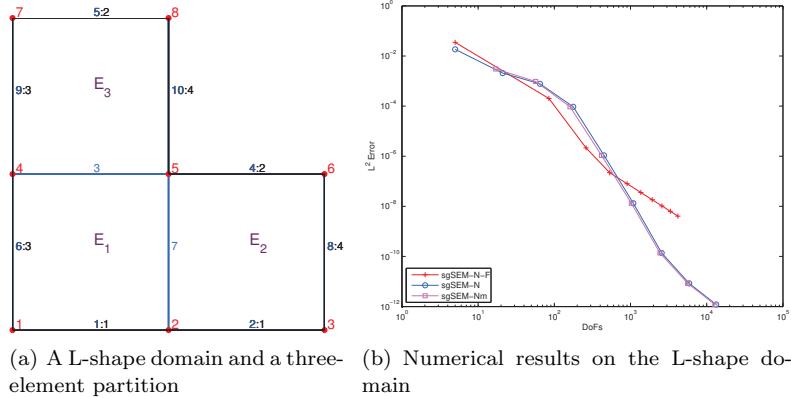 7
5:2
8
9:3
E3
10:4
4
3
5
4:2
6
6:3
E1
7
E2
8:4
1
1:1
2
2:1
3
10^0
10^-2
10^-4
10^-6
10^-8
10^-10
10^-12
L^2 Error
sgSEM-N-F
sgSEM-N
sgSEM-Nm
10^0
10^1
10^2
10^3
10^4
10^5
DoFs
(a) A L-shape domain and a three-
element partition
(b) Numerical results on the L-shape do-
main